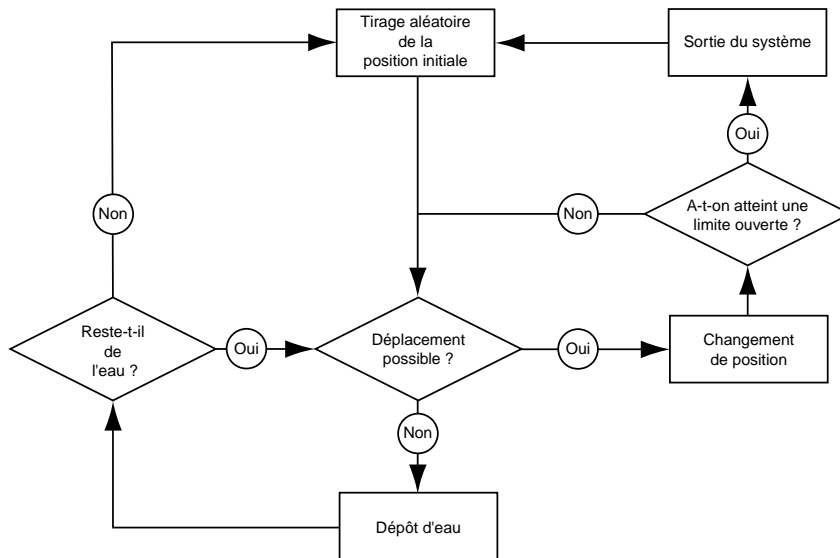 Tirage aléatoire
de la
position initiale
Sortie du système
Oui
Non
Non
A-t-on atteint une
limite ouverte ?
Reste-t-il
de
l'eau ?
Oui
Déplacement
possible ?
Oui
Changement
de position
Non
Dépôt d'eau